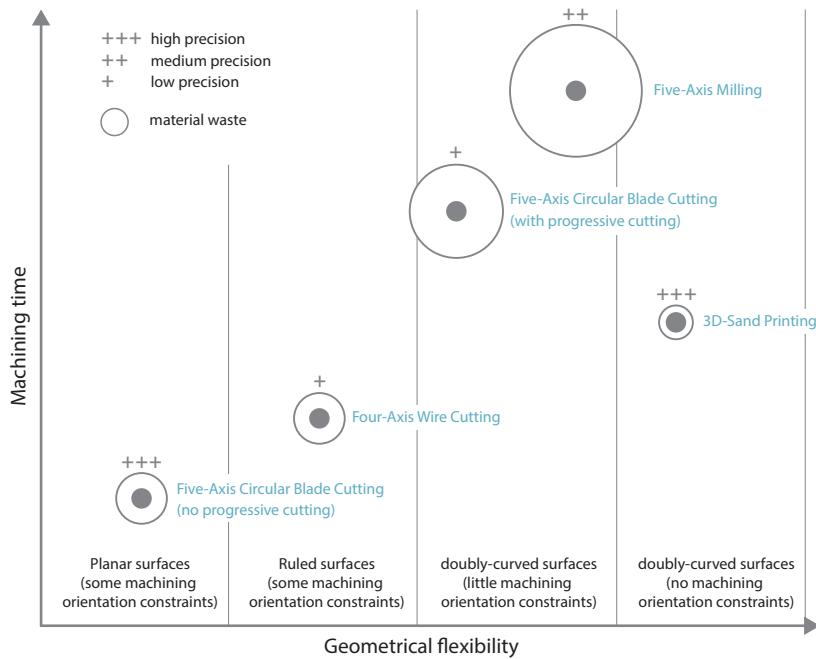 +++ high precision
++ medium precision
+ low precision
material waste
++
Five-Axis Milling
+
Five-Axis Circular Blade Cutting
(with progressive cutting)
+++
3D-Sand Printing
+
Four-Axis Wire Cutting
+++
Five-Axis Circular Blade Cutting
(no progressive cutting)
Machining time
Planar surfaces
(some machining
orientation constraints)
Ruled surfaces
(some machining
orientation constraints)
doubly-curved surfaces
(little machining
orientation constraints)
doubly-curved surfaces
(no machining
orientation constraints)
Geometrical flexibility